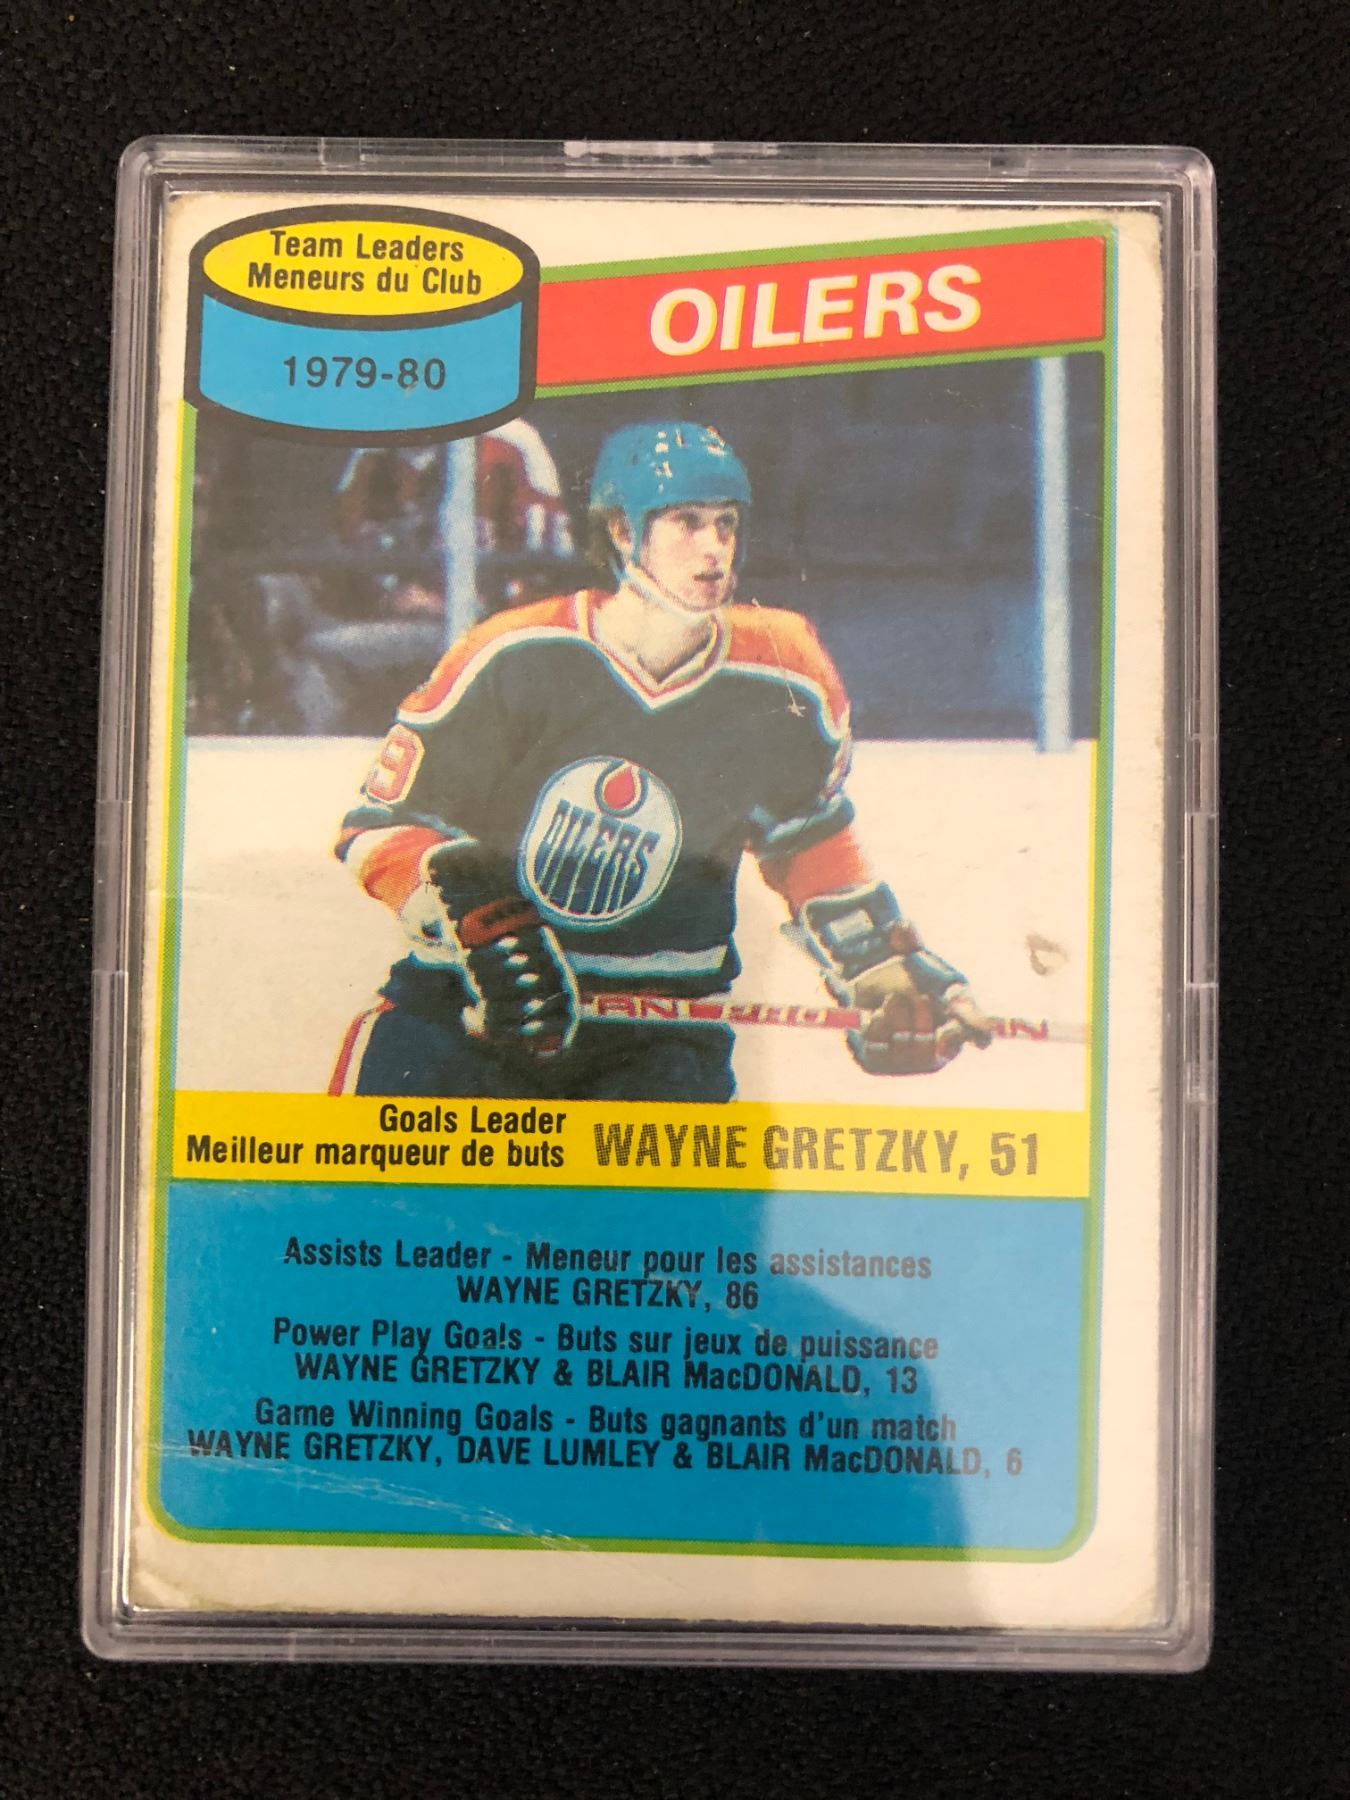 Team Leaders
Meneurs du Club
1979-80
OILERS
9
OILERS
Goals Leader
Meilleur marqueur de buts
WAYNE GRETZKY, 51
Assists Leader - Meneur pour les assistances
WAYNE GRETZKY, 86
Power Play Goals - Buts sur jeux de puissance
WAYNE GRETZKY & BLAIR MacDONALD, 13
Game Winning Goals - Buts gagnants d'un match
WAYNE GRETZKY, DAVE LUMLEY & BLAIR MacDONALD, 6